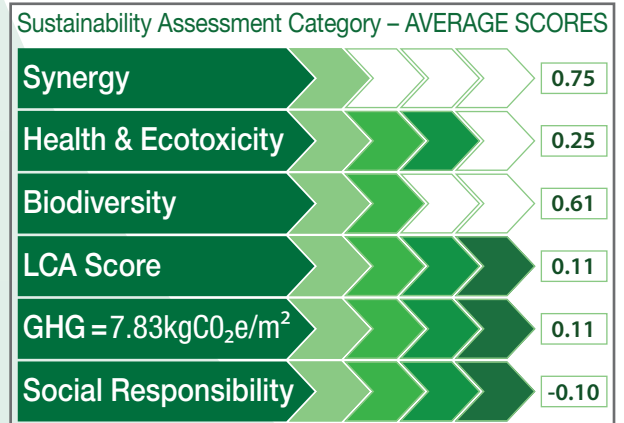 Sustainability Assessment Category – AVERAGE SCORES
Synergy 0.75
Health & Ecotoxicity 0.25
Biodiversity 0.61
LCA Score 0.11
GHG = 7.83kgC0₂e/m² 0.11
Social Responsibility -0.10